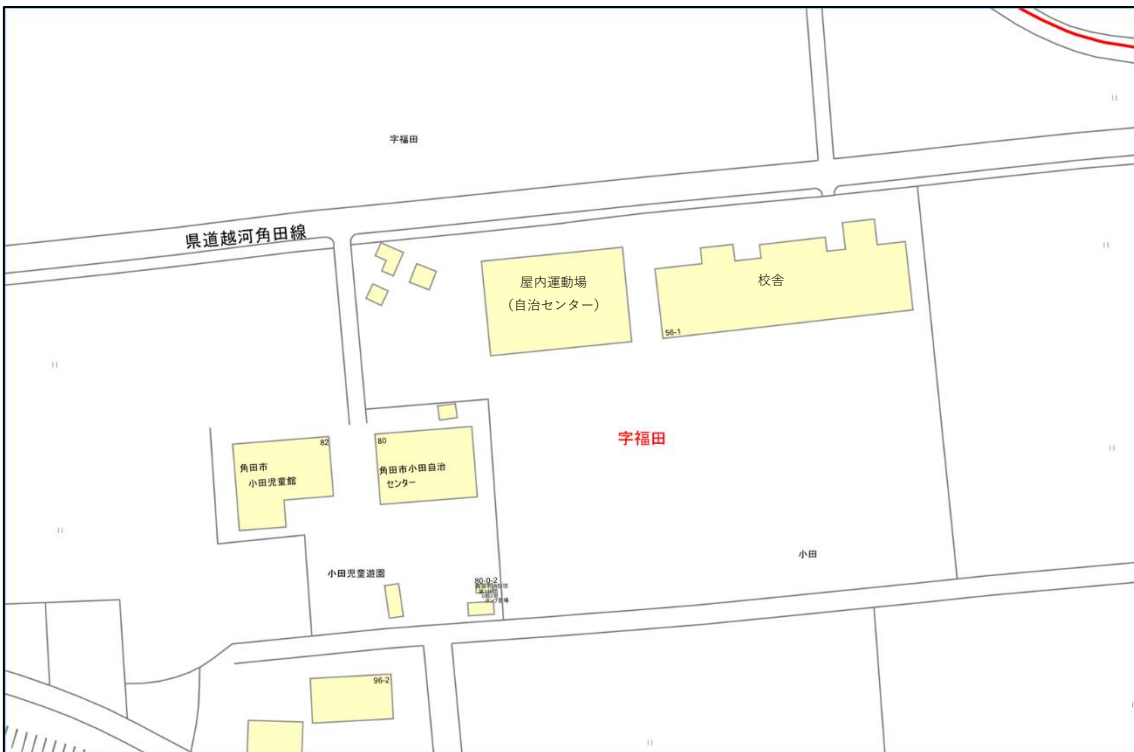 字福田
県道越河角田線
屋内運動場
（自治センター）
校舎
56-1
字福田
82
角田市
小田児童館
80
角田市小田自治
センター
小田
小田児童遊園
80-0-2
96-2